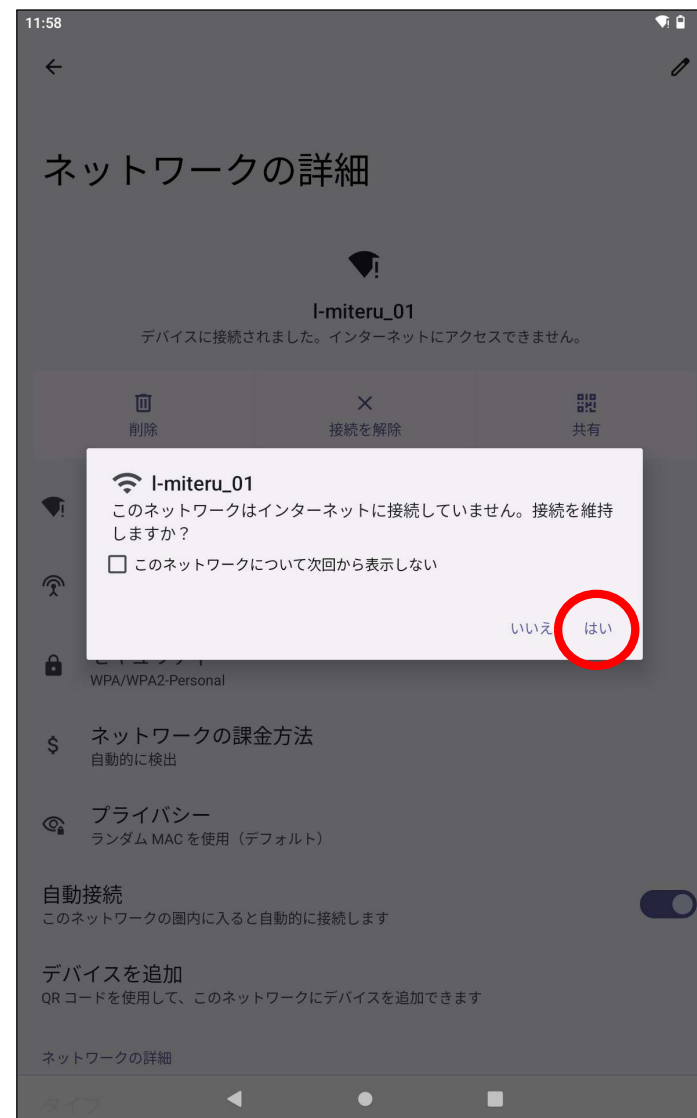 11:58
ネットワークの詳細
l-miteru_01
デバイスに接続されました。インターネットにアクセスできません。
削除
接続を解除
共有
l-miteru_01
このネットワークはインターネットに接続していません。接続を維持
しますか？
このネットワークについて次回から表示しない
いいえ
はい
WPA/WPA2-Personal
ネットワークの課金方法
自動的に検出
プライバシー
ランダム MAC を使用（デフォルト）
自動接続
このネットワークの圏内に入ると自動的に接続します
デバイスを追加
QR コードを使用して、このネットワークにデバイスを追加できます
ネットワークの詳細
タイプ